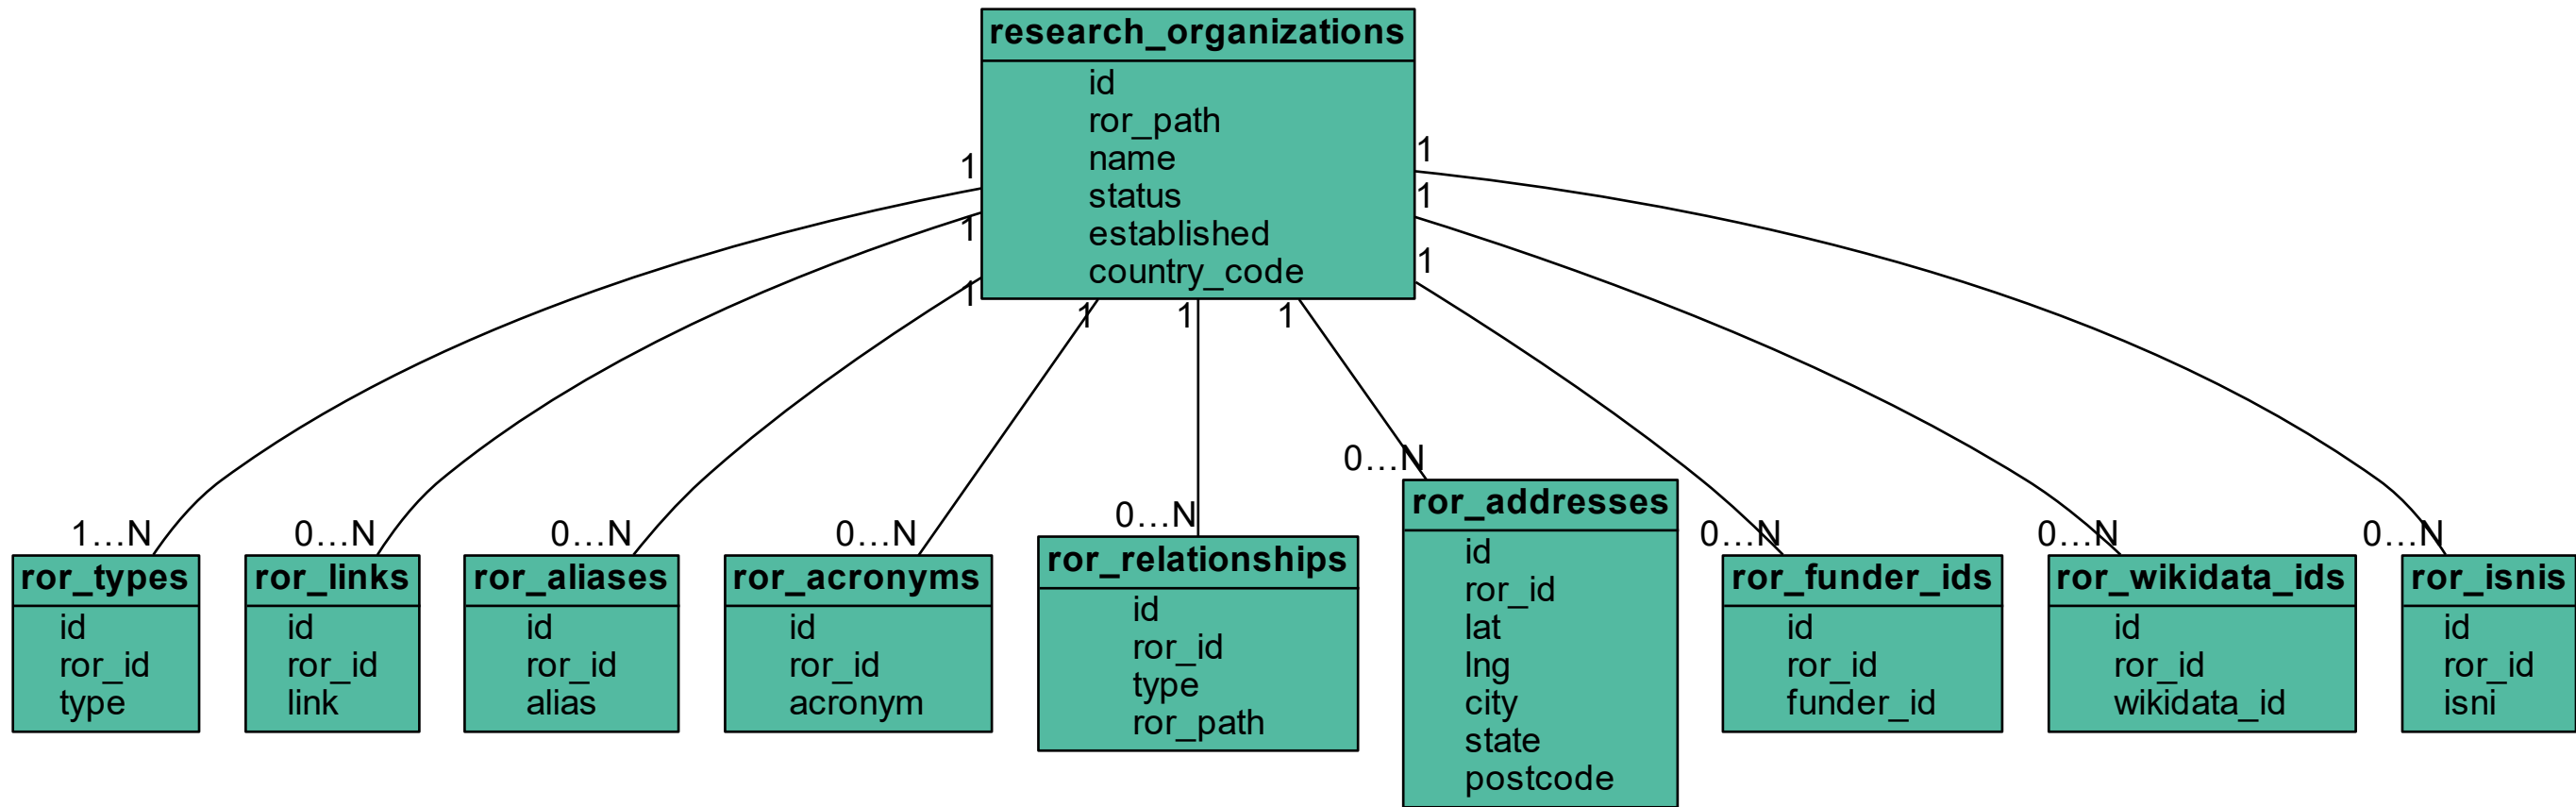 research_organizations
id
ror_path
name
status
established
country_code
1
1
1
1
1
1
1
1
1
1…N
0…N
0…N
0…N
0…N
0…N
0…N
0…N
0…N
ror_types
id
ror_id
type
ror_links
id
ror_id
link
ror_aliases
id
ror_id
alias
ror_acronyms
id
ror_id
acronym
ror_relationships
id
ror_id
type
ror_path
ror_addresses
id
ror_id
lat
lng
city
state
postcode
ror_funder_ids
id
ror_id
funder_id
ror_wikidata_ids
id
ror_id
wikidata_id
ror_isnis
id
ror_id
isni